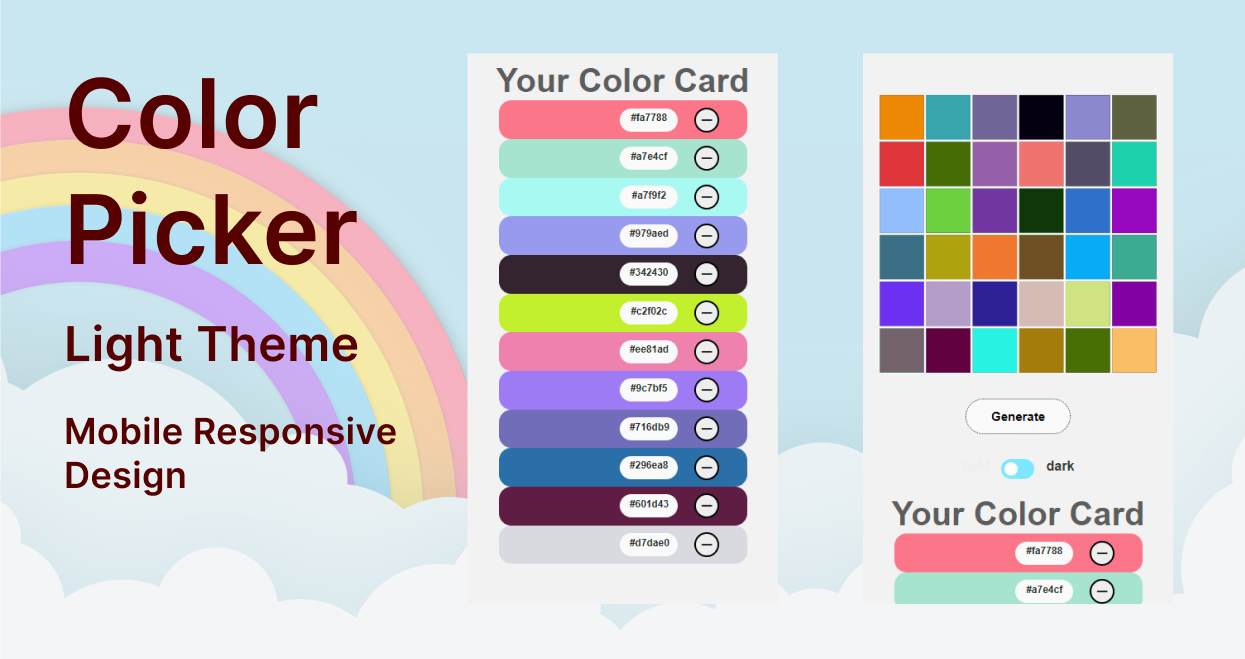 Color
Picker
Light Theme
Mobile Responsive
Design
Your Color Card
#fa7788
#a7e4cf
#a7f9f2
#979aed
#342430
#c2f02c
#ee81ad
#9c7bf5
#716db9
#296ea8
#601d43
#d7dae0
Generate
light dark
Your Color Card
#fa7788
#a7e4cf